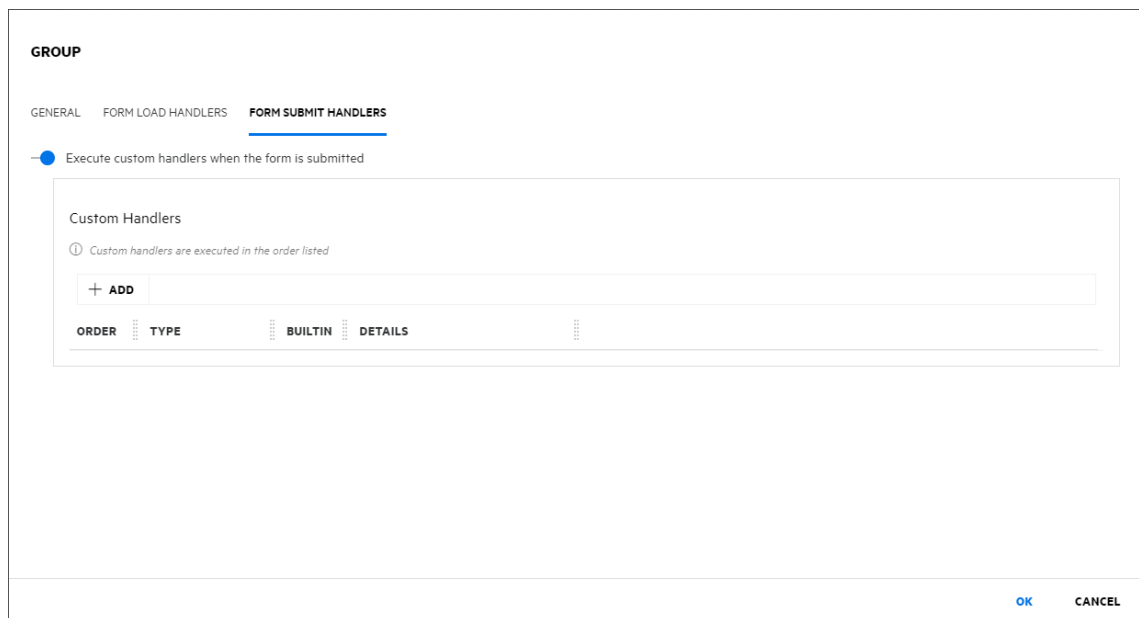 GROUP
GENERAL FORM LOAD HANDLERS FORM SUBMIT HANDLERS
Execute custom handlers when the form is submitted
Custom Handlers
Custom handlers are executed in the order listed
ADD
ORDER TYPE BUILTIN DETAILS
OK CANCEL